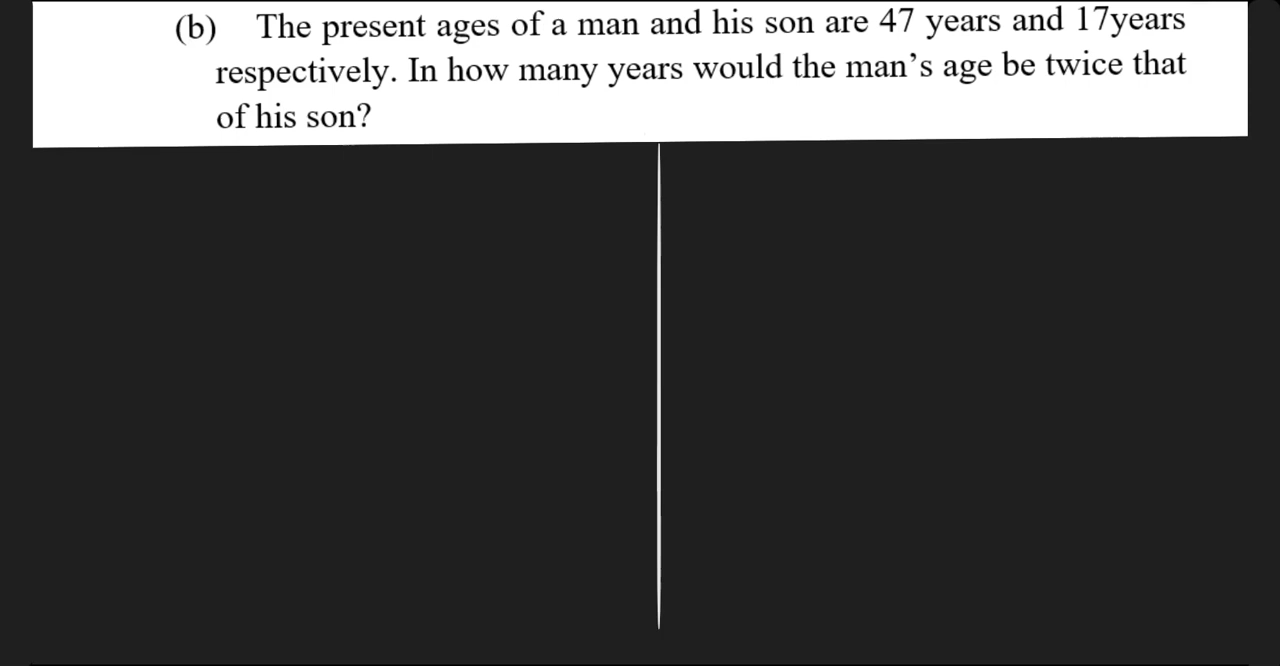 (b) The present ages of a man and his son are 47 years and 17years
respectively. In how many years would the man’s age be twice that
of his son?